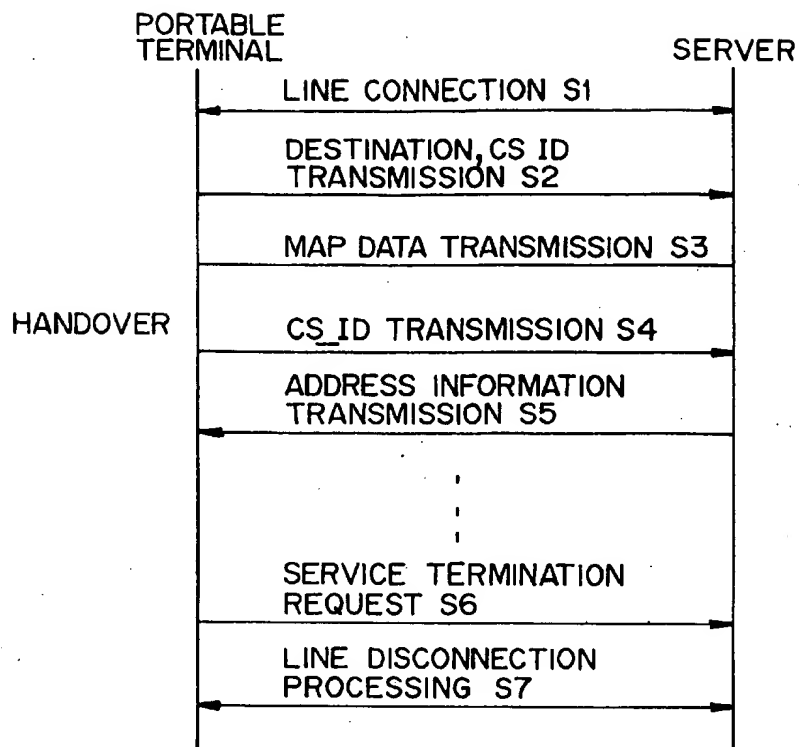 PORTABLE
TERMINAL
SERVER
LINE CONNECTION S1
DESTINATION, CS ID
TRANSMISSION S2
MAP DATA TRANSMISSION S3
HANDOVER
CS_ID TRANSMISSION S4
ADDRESS INFORMATION
TRANSMISSION S5
SERVICE TERMINATION
REQUEST S6
LINE DISCONNECTION
PROCESSING S7